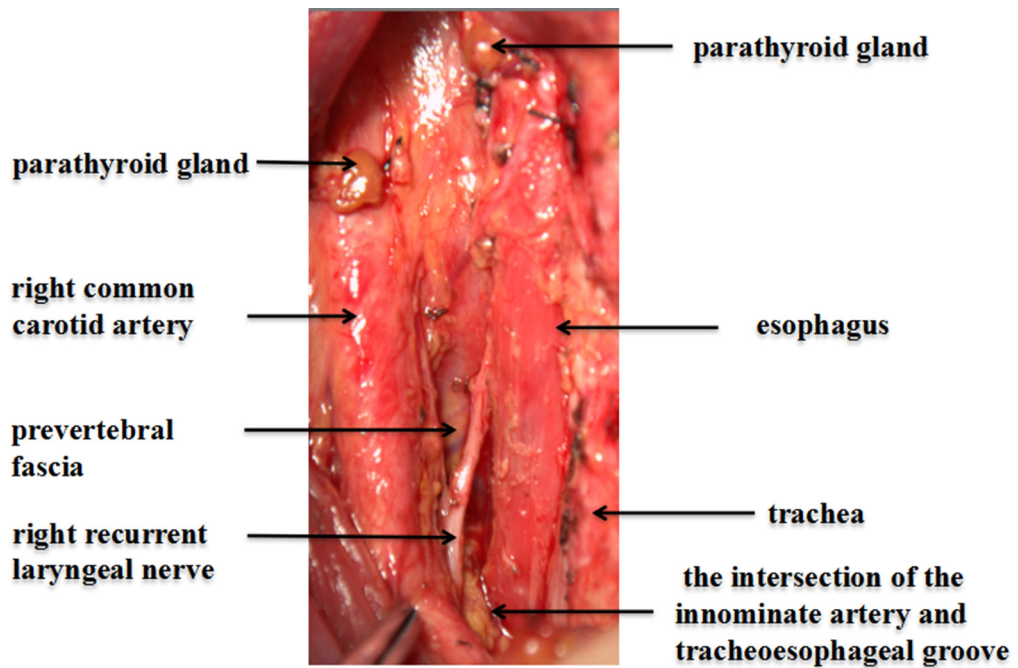 parathyroid gland
parathyroid gland
right common
carotid artery
esophagus
prevertebral
fascia
trachea
right recurrent
laryngeal nerve
the intersection of the
innominate artery and
tracheoesophageal groove